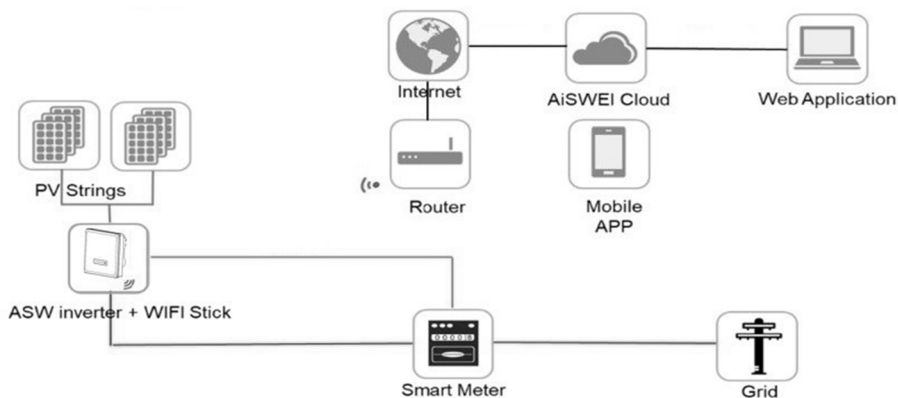 Internet
AiSWEI Cloud
Web Application
PV Strings
Router
Mobile
APP
ASW inverter + WIFI Stick
Smart Meter
Grid